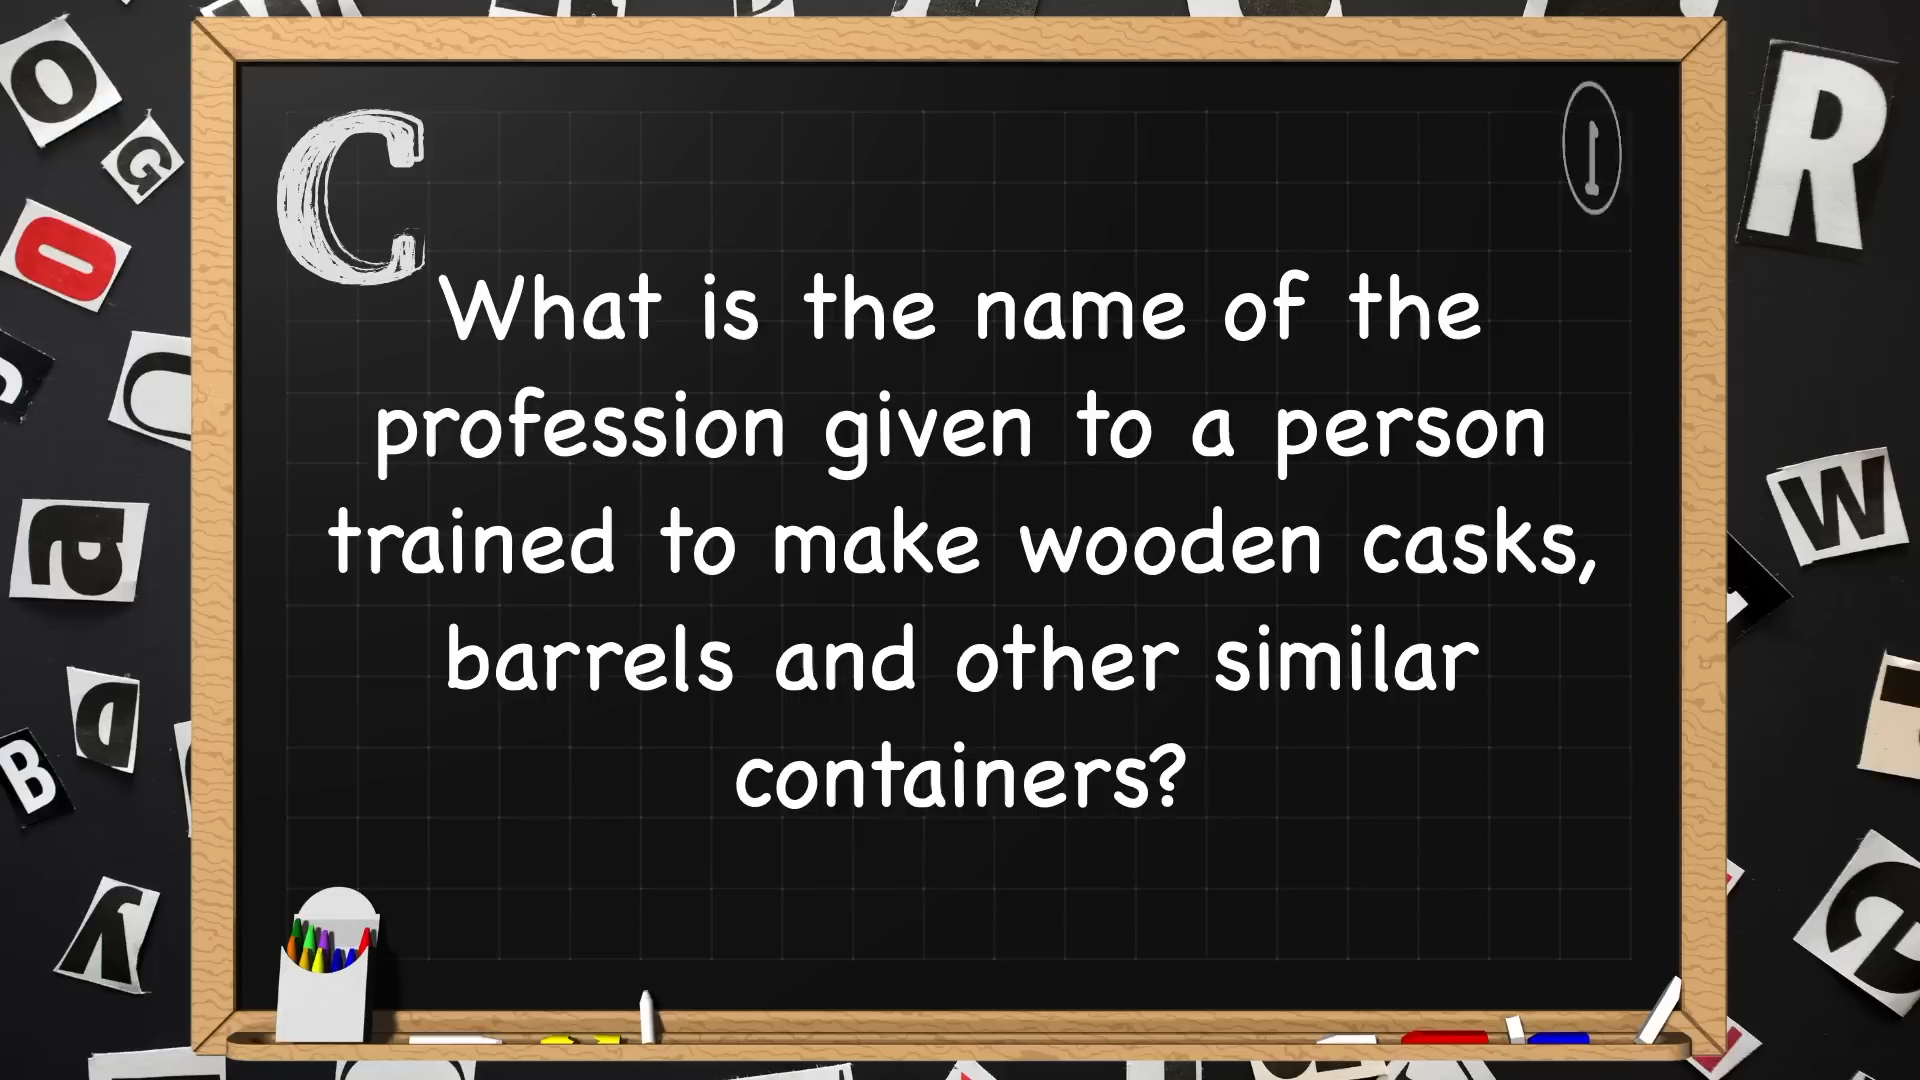 C
1
What is the name of the
profession given to a person
trained to make wooden casks,
barrels and other similar
containers?
O
G
R
O
W
a
D
B
y
e